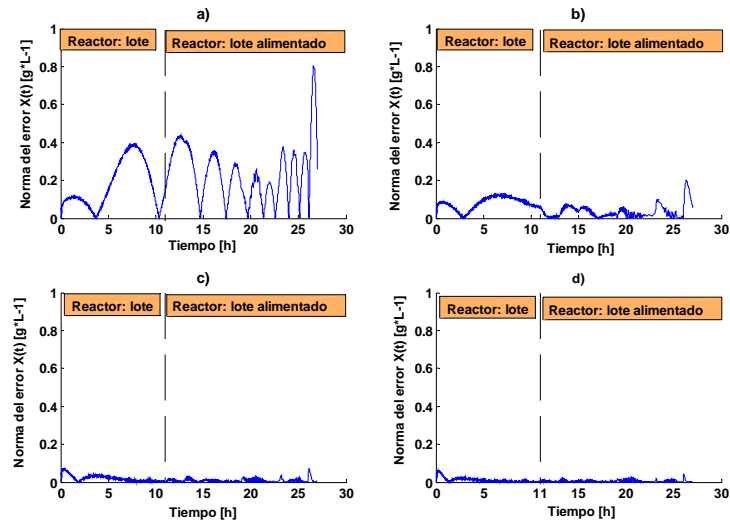 a)
Reactor: lote
Reactor: lote alimentado
Norma del error X(t) [g*L-1]
1
0.8
0.6
0.4
0.2
0
0 5 10 11 15 20 25 30
Tiempo [h]
b)
Reactor: lote
Reactor: lote alimentado
Norma del error X(t) [g*L-1]
1
0.8
0.6
0.4
0.2
0
0 5 10 11 15 20 25 30
Tiempo [h]
c)
Reactor: lote
Reactor: lote alimentado
Norma del error X(t) [g*L-1]
1
0.8
0.6
0.4
0.2
0
0 5 10 11 15 20 25 30
Tiempo [h]
d)
Reactor: lote
Reactor: lote alimentado
Norma del error X(t) [g*L-1]
1
0.8
0.6
0.4
0.2
0
0 5 11 15 20 25 30
Tiempo [h]